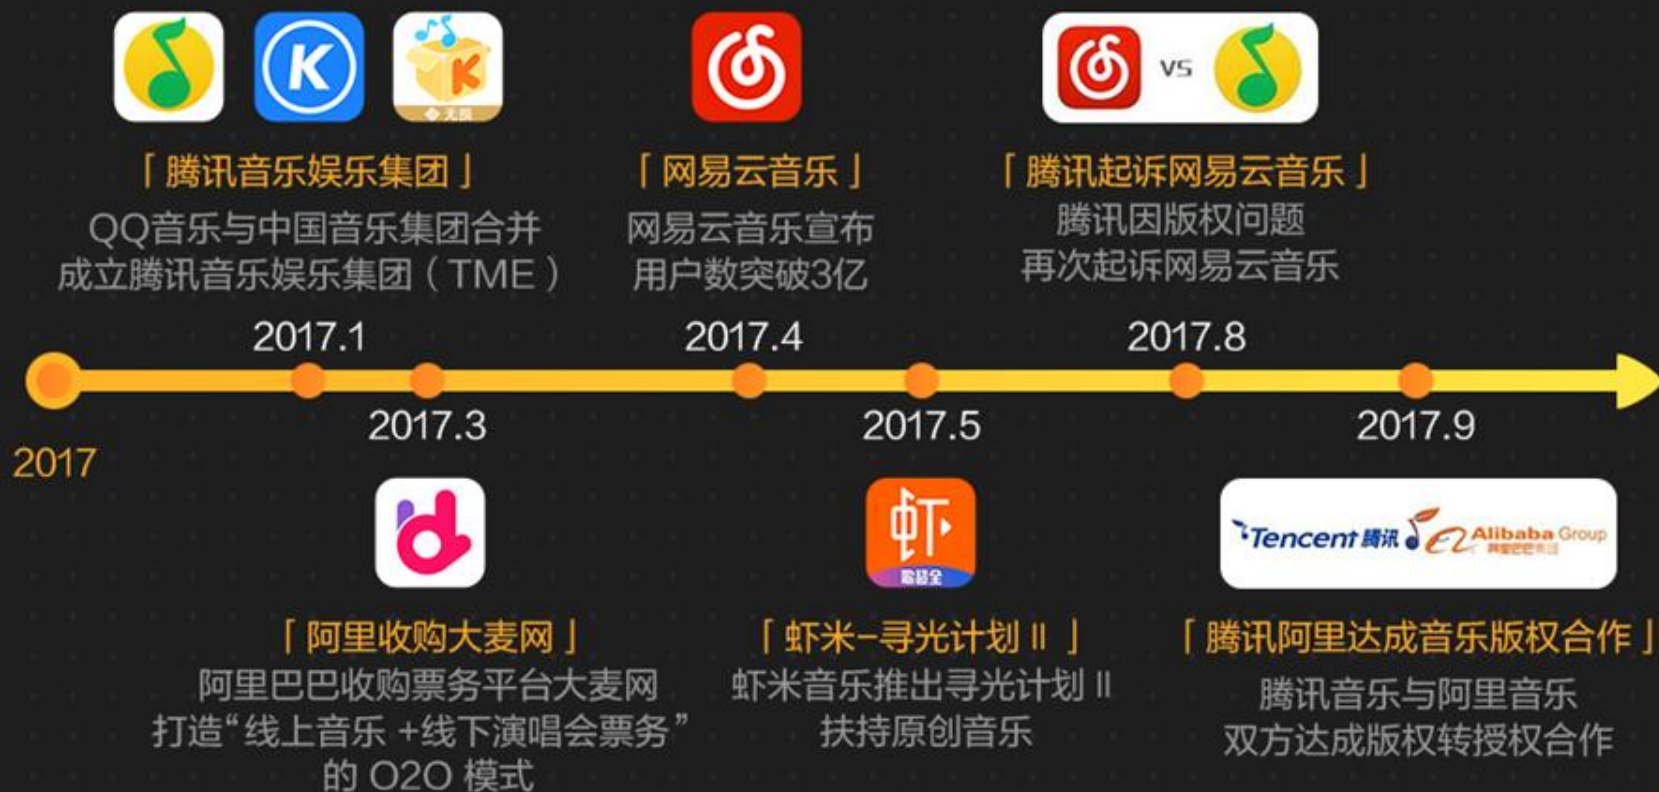 K
K
无损
VS
「 腾讯音乐娱乐集团 」
QQ音乐与中国音乐集团合并
成立腾讯音乐娱乐集团（TME）
「 网易云音乐 」
网易云音乐宣布
用户数突破3亿
「 腾讯起诉网易云音乐 」
腾讯因版权问题
再次起诉网易云音乐
2017.1
2017.4
2017.8
2017
2017.3
2017.5
2017.9
虾
Tencent 腾讯
Alibaba Group
阿里巴巴集团
「 阿里收购大麦网 」
阿里巴巴收购票务平台大麦网
打造“线上音乐 +线下演唱会票务”
的 O2O 模式
「 虾米-寻光计划 II 」
虾米音乐推出寻光计划 II
扶持原创音乐
「 腾讯阿里达成音乐版权合作 」
腾讯音乐与阿里音乐
双方达成版权转授权合作